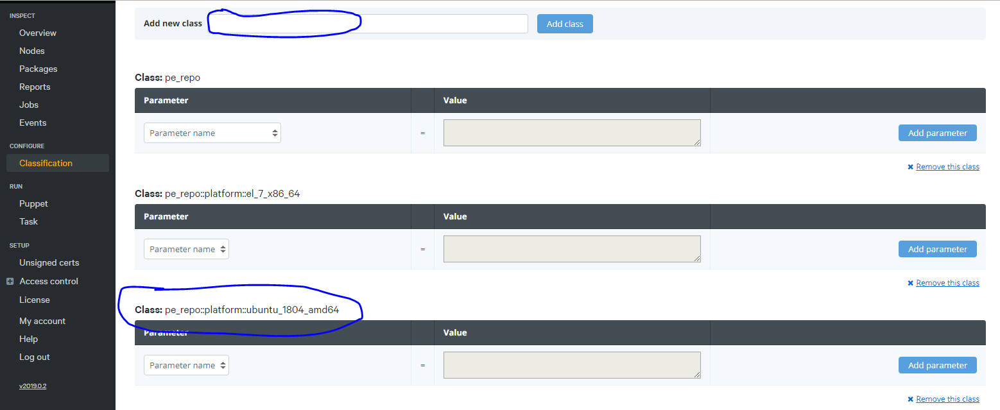 INSPECT
Overview
Nodes
Packages
Reports
Jobs
Events
CONFIGURE
Classification
RUN
Puppet
Task
SETUP
Unsigned certs
Access control
License
My account
Help
Log out
v2019.0.2
Add new class Add class
Class: pe_repo
Parameter Value
Parameter name = Add parameter
✖ Remove this class
Class: pe_repo::platform::el_7_x86_64
Parameter Value
Parameter name = Add parameter
✖ Remove this class
Class: pe_repo::platform::ubuntu_1804_amd64
Parameter Value
Parameter name = Add parameter
✖ Remove this class